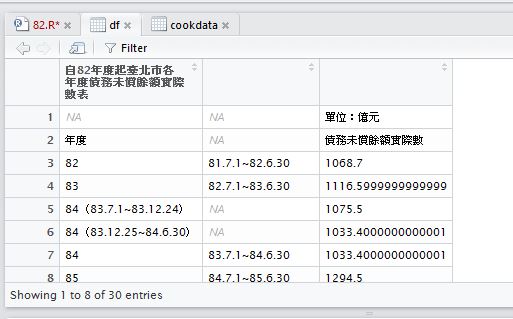 82.R* df cookdata
Filter
自82年度起臺北市各
年度債務未償餘額實際
數表
1 NA NA 單位：億元
2 年度 NA 債務未償餘額實際數
3 82 81.7.1~82.6.30 1068.7
4 83 82.7.1~83.6.30 1116.5999999999999
5 84（83.7.1~83.12.24） NA 1075.5
6 84（83.12.25~84.6.30） NA 1033.4000000000001
7 84 83.7.1~84.6.30 1033.4000000000001
8 85 84.7.1~85.6.30 1294.5
Showing 1 to 8 of 30 entries